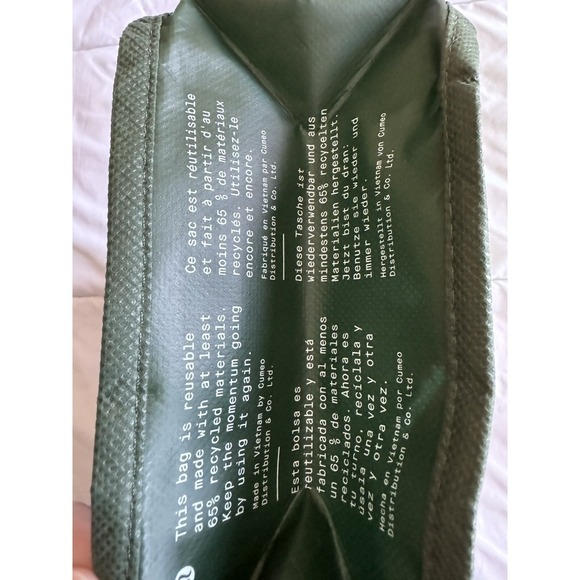 This bag is reusable
and made with at least
65% recycled materials.
Keep the momentum going
by using it again.
Made in Vietnam by Cumeo
Distribution & Co. Ltd.
Ce sac est réutilisable
et fait à partir d'au
moins 65 % de matériaux
recyclés. Utilisez-le
encore et encore.
Fabriqué en Vietnam par Cumeo
Distribution & Co. Ltd.
Esta bolsa es
reutilizable y está
fabricada con al menos
un 65 % de materiales
reciclados. Ahora es
tu turno, recíclala y
úsala una vez y otra
vez y otra vez.
Hecha en Vietnam por Cumeo
Distribution & Co. Ltd.
Diese Tasche ist
wiederverwendbar und aus
mindestens 65% recycelten
Materialien hergestellt.
Jetzt bist du dran:
Benutze sie wieder und
immer wieder.
Hergestellt in Vietnam von Cumeo
Distribution & Co. Ltd.